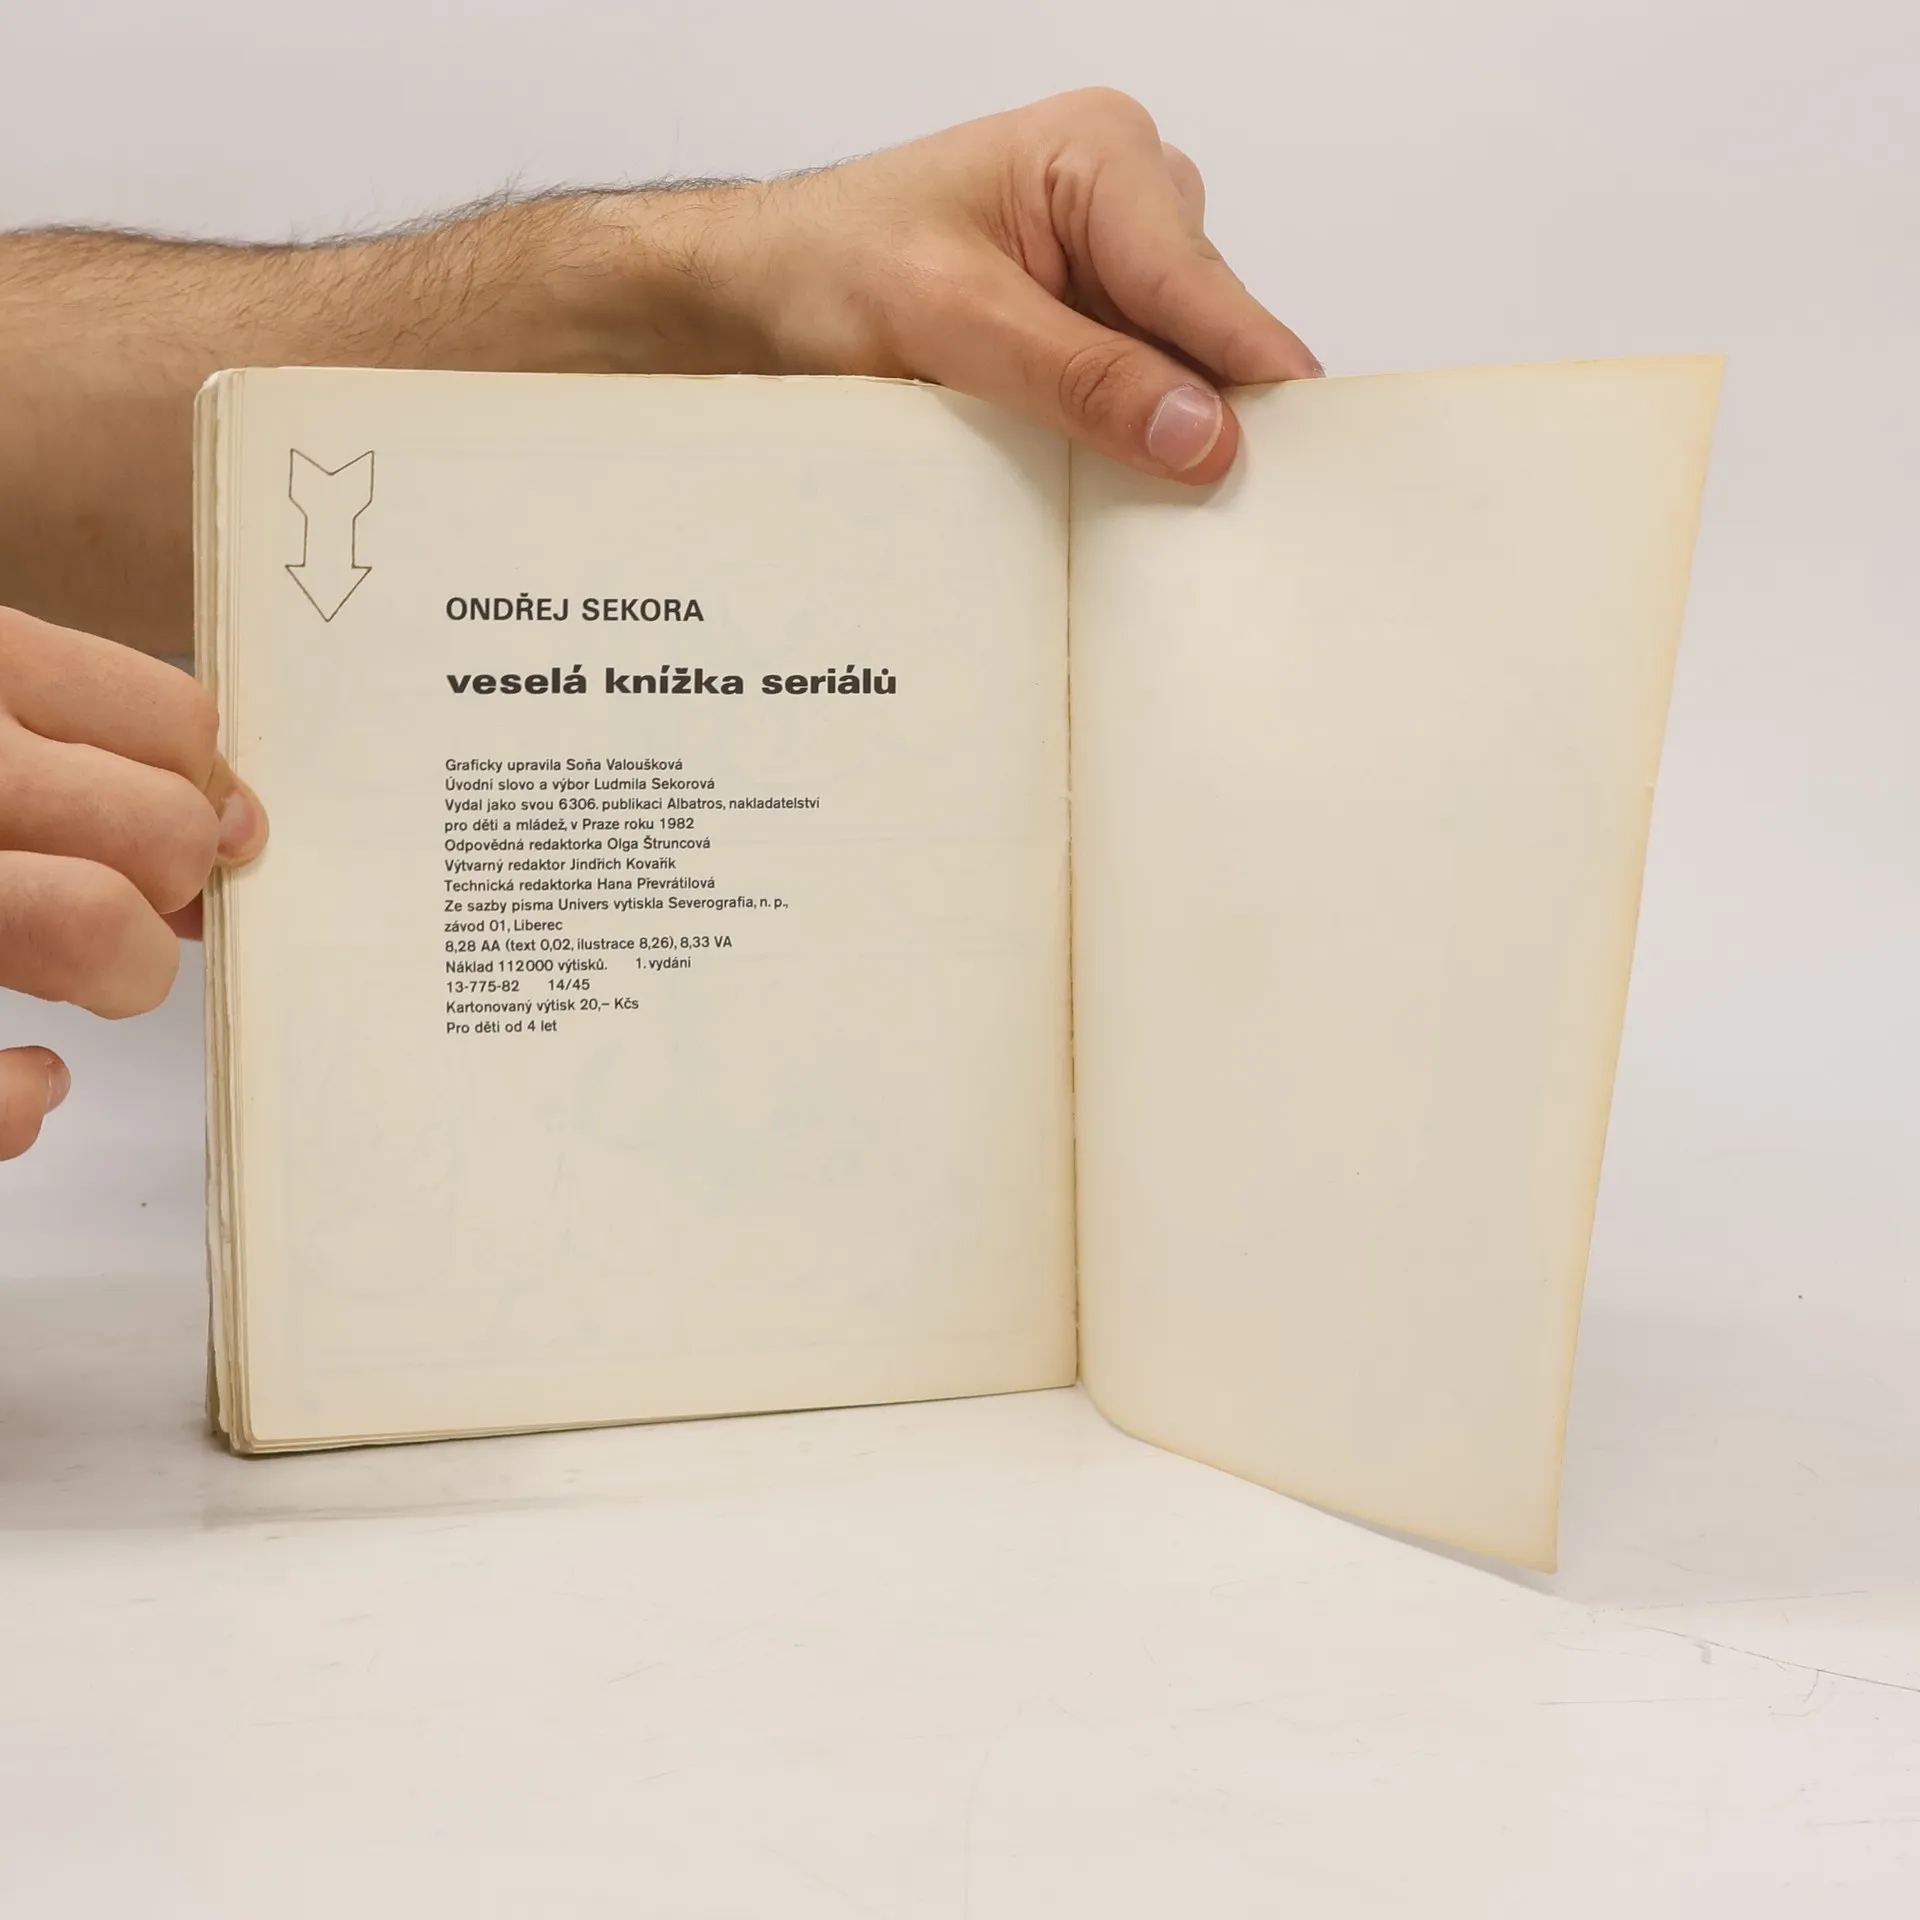 ONDŘEJ SEKORA
veselá knížka seriálů
Graficky upravila Soňa Valoušková
Úvodní slovo a výbor Ludmila Sekorová
Vydal jako svou 6306. publikaci Albatros, nakladatelství
pro děti a mládež, v Praze roku 1982
Odpovědná redaktorka Olga Štruncová
Výtvarný redaktor Jindřich Kovařík
Technická redaktorka Hana Převrátilová
Ze sazby písma Univers vytiskla Severografia, n. p.,
závod 01, Liberec
8,28 AA (text 0,02, ilustrace 8,26), 8,33 VA
Náklad 112000 výtisků. 1. vydání
13-775-82 14/45
Kartonovaný výtisk 20,– Kčs
Pro děti od 4 let